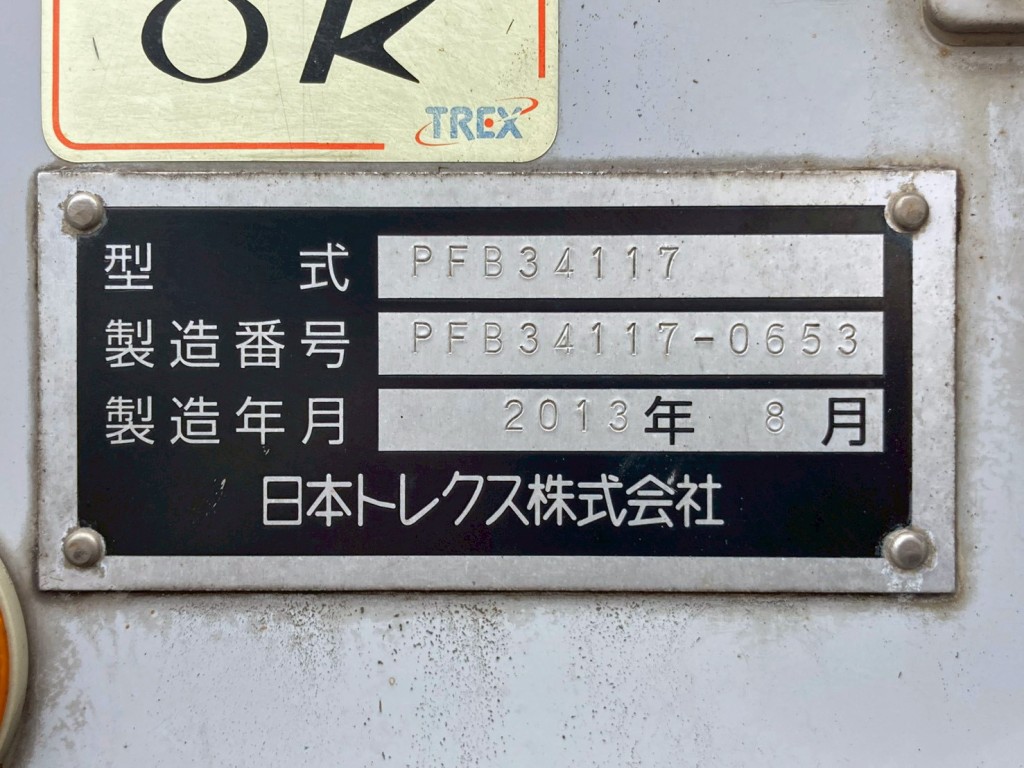 OK
TREX
型式 PFB34117
製造番号 PFB34117-0653
製造年月 2013年 8月
日本トレクス株式会社